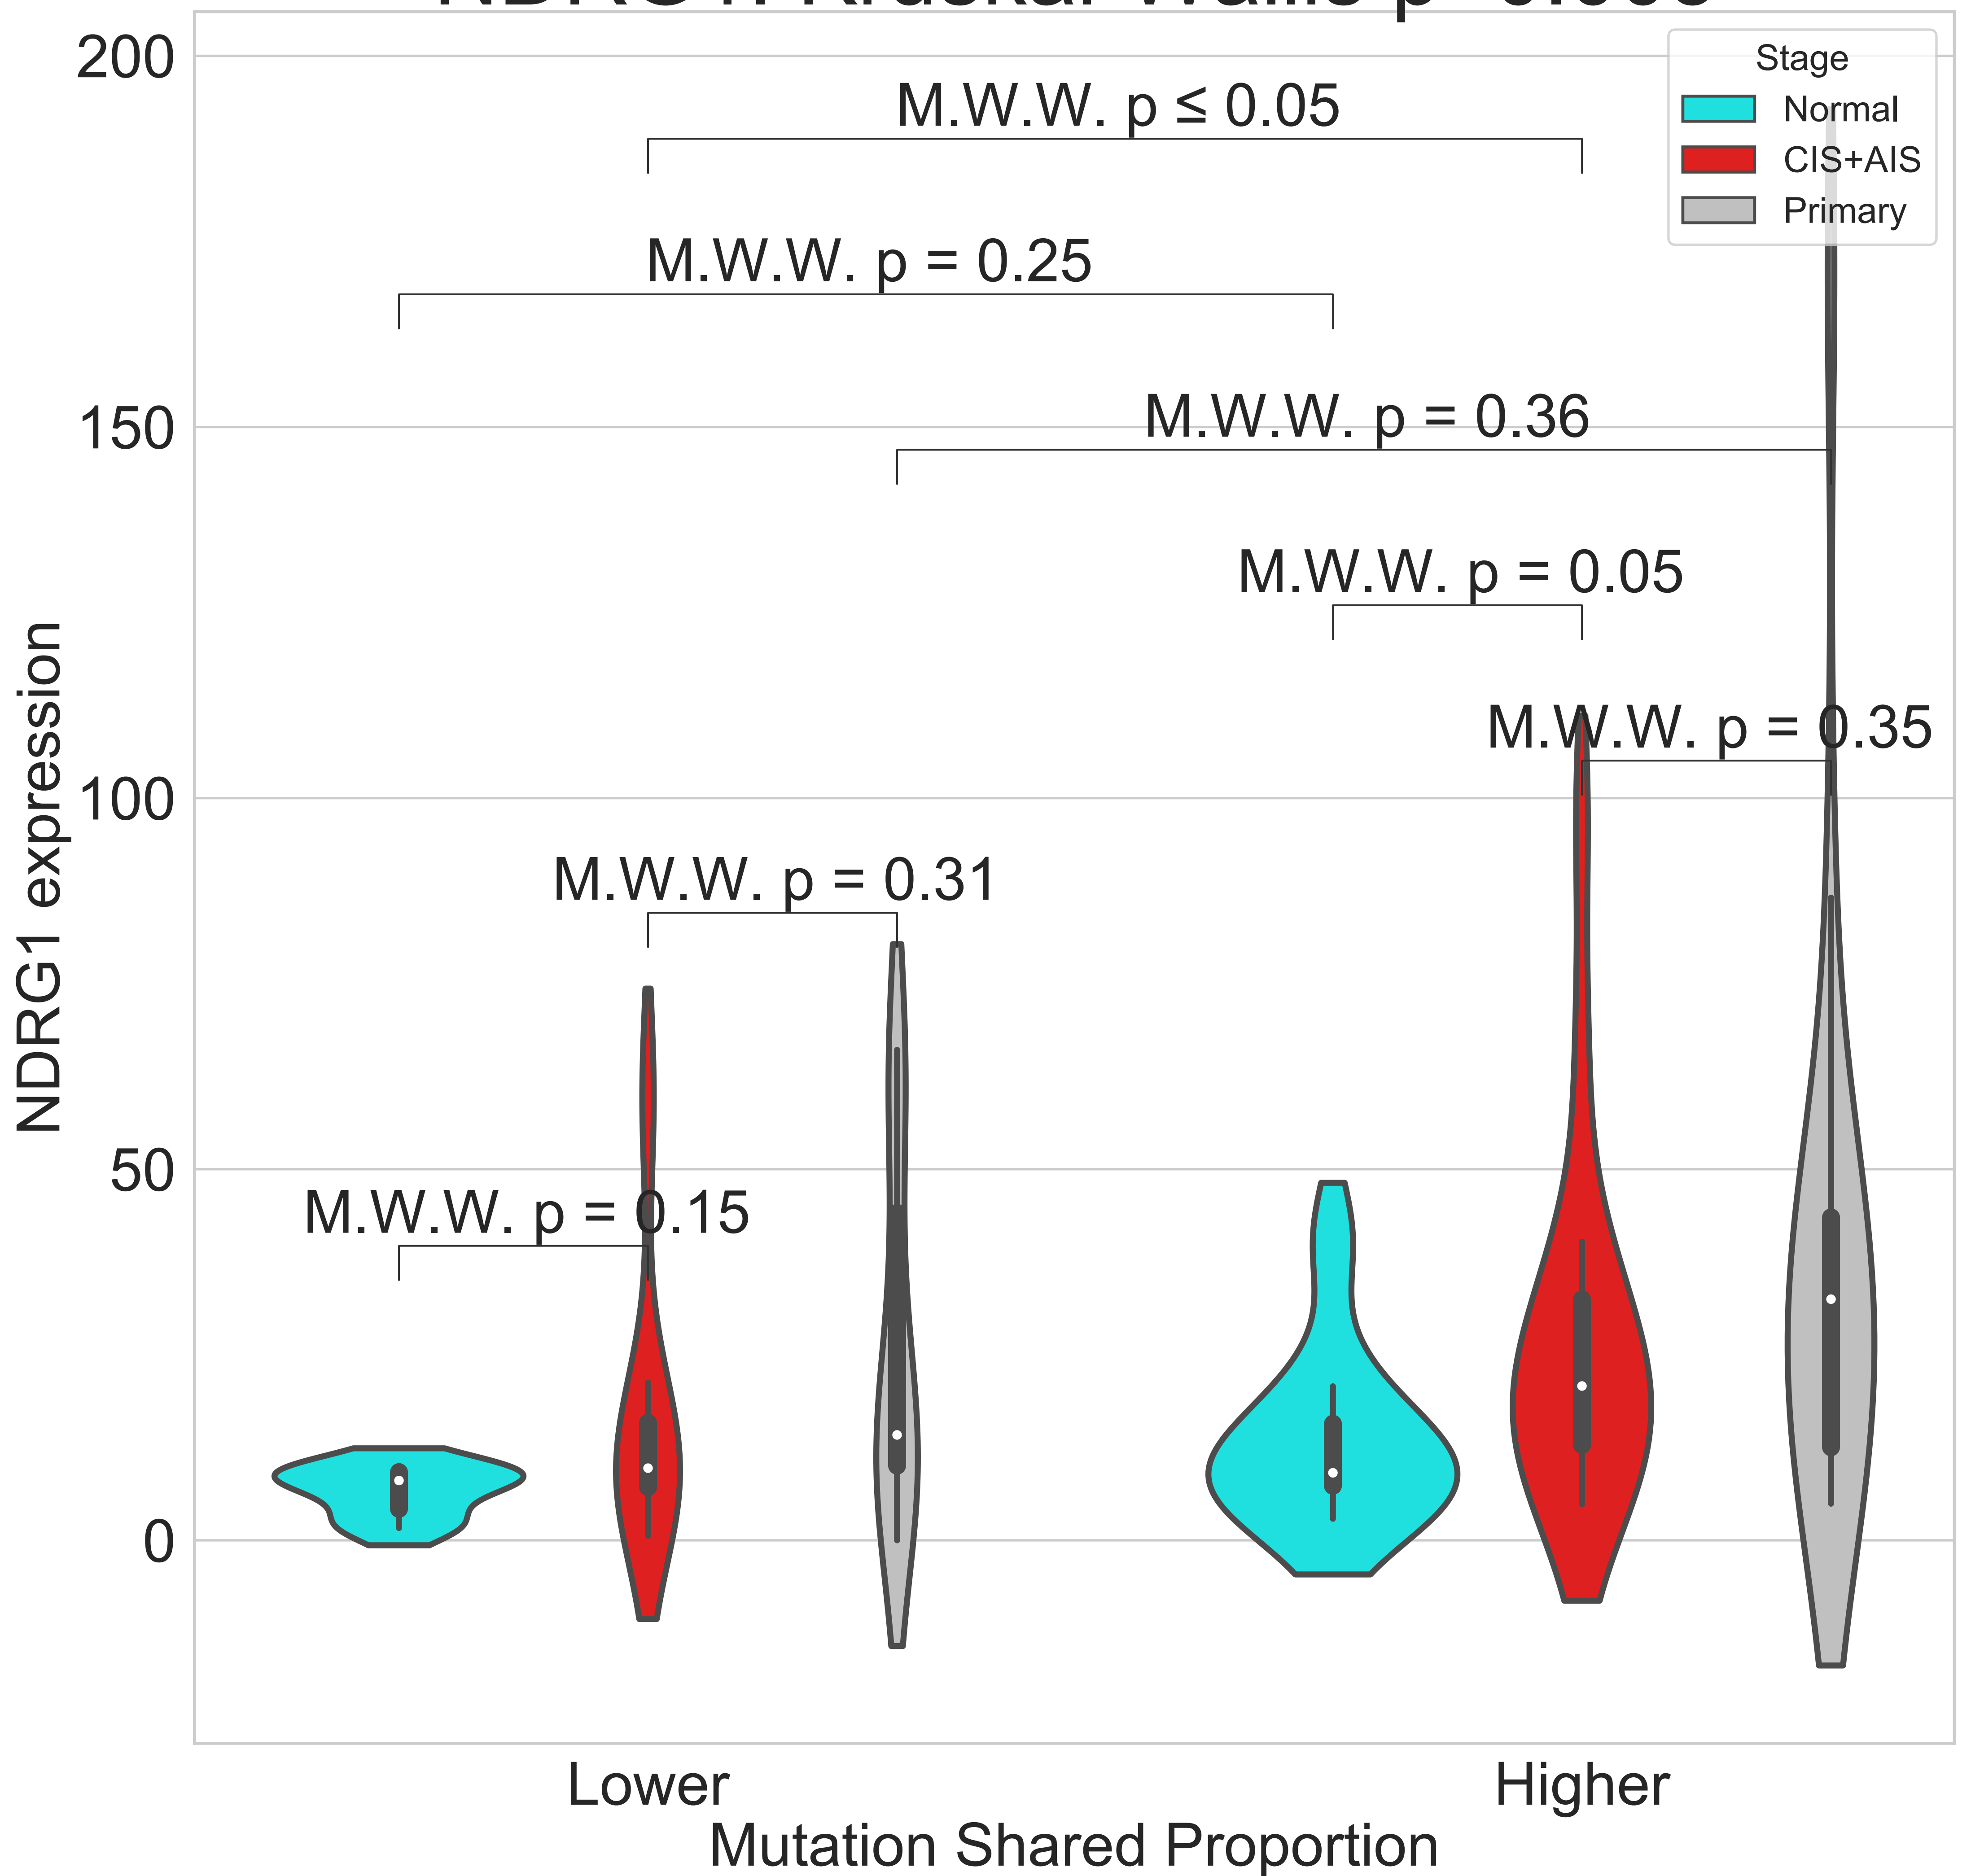 200
Stage
Normal
CIS+AIS
Primary
M.W.W. p ≤ 0.05
M.W.W. p = 0.25
150
M.W.W. p = 0.36
M.W.W. p = 0.05
M.W.W. p = 0.35
100
M.W.W. p = 0.31
NDRG1 expression
50
M.W.W. p = 0.15
0
Lower
Higher
Mutation Shared Proportion